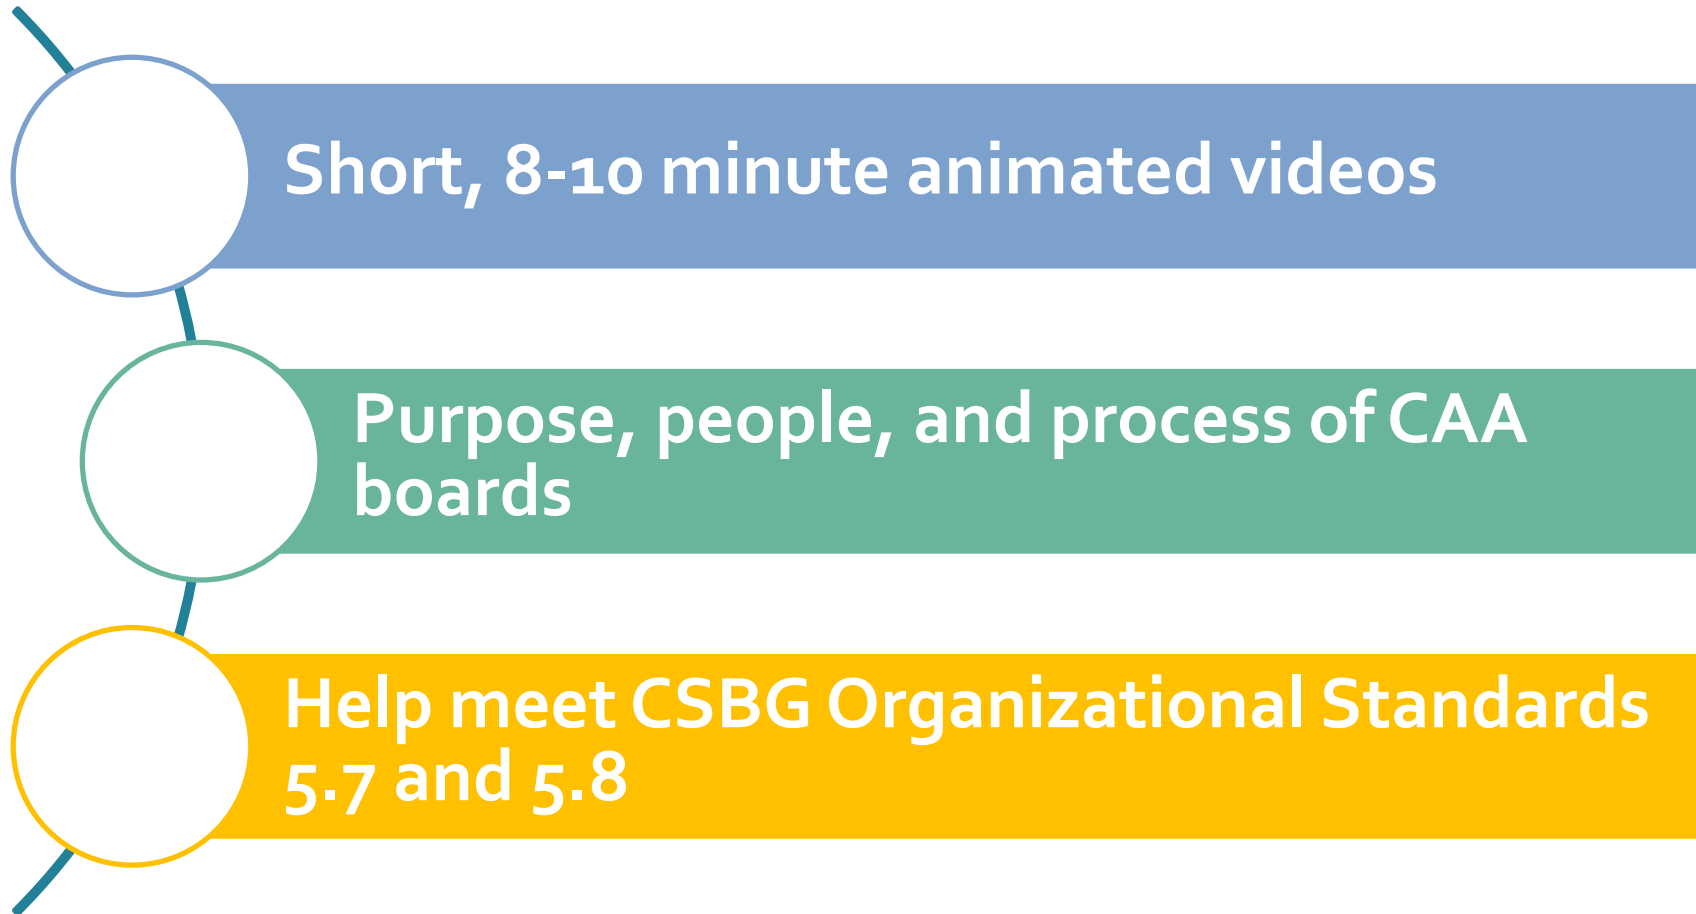 Short, 8-10 minute animated videos
Purpose, people, and process of CAA
boards
Help meet CSBG Organizational Standards
5.7 and 5.8